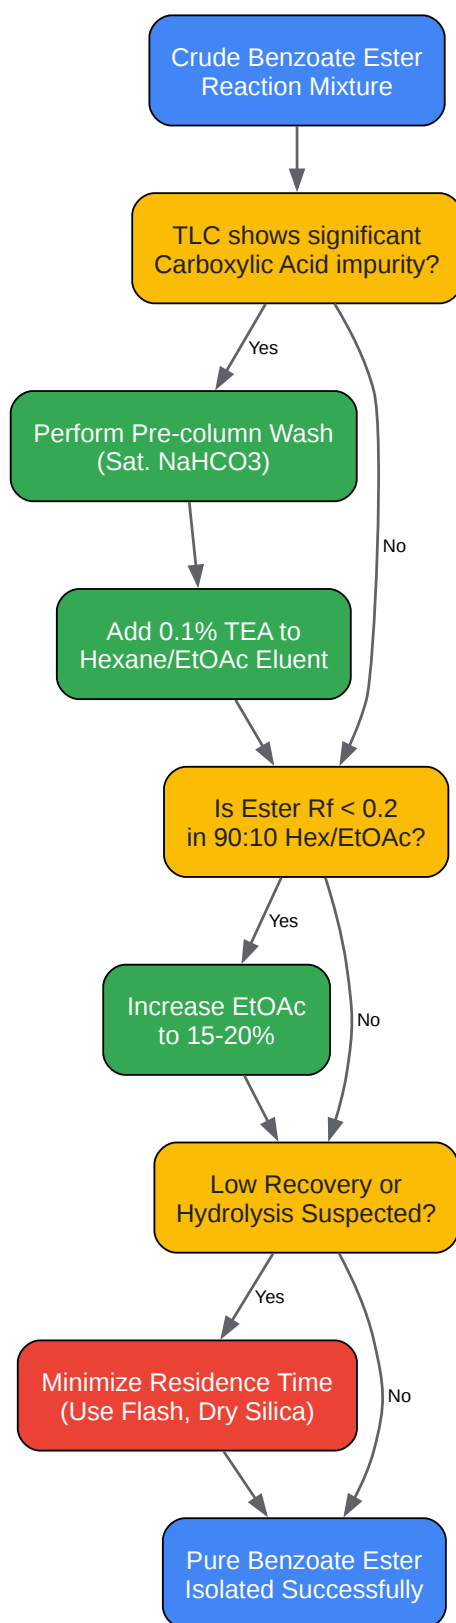 Crude Benzoate Ester
Reaction Mixture
TLC shows significant
Carboxylic Acid impurity?
Yes
Perform Pre-column Wash
(Sat. NaHCO3)
No
Add 0.1% TEA to
Hexane/EtOAc Eluent
Is Ester Rf < 0.2
in 90:10 Hex/EtOAc?
Yes
Increase EtOAc
to 15-20%
No
Low Recovery or
Hydrolysis Suspected?
Yes
Minimize Residence Time
(Use Flash, Dry Silica)
No
Pure Benzoate Ester
Isolated Successfully